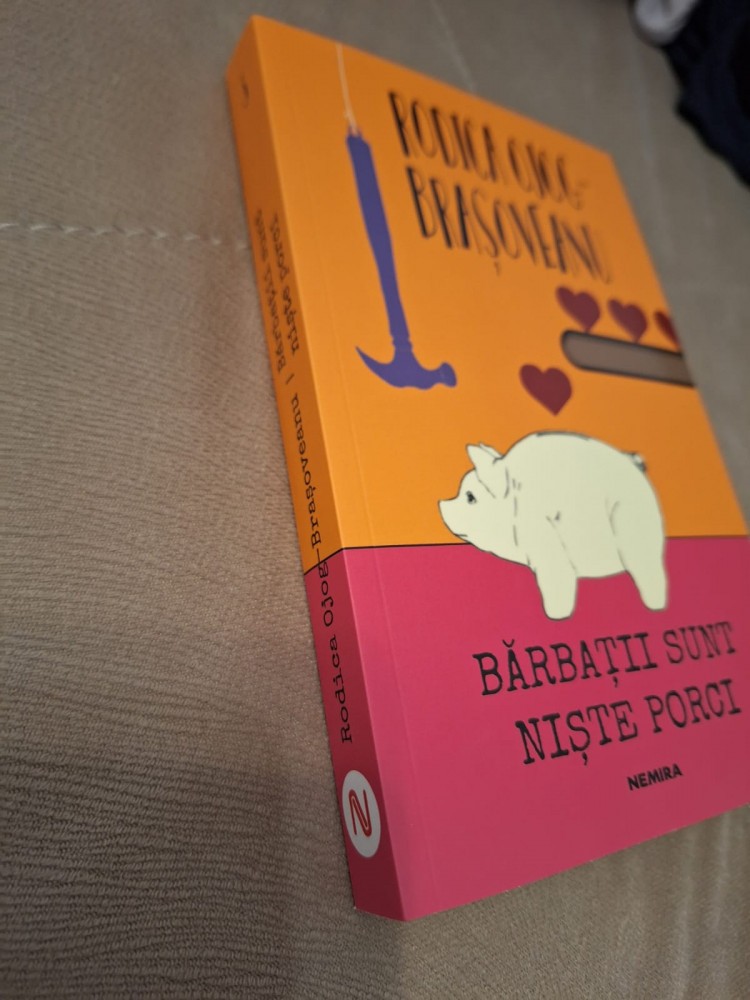 RODICA OJOG-
BRAȘOVEANU
BĂRBAȚII SUNT
NIȘTE PORCI
NEMIRA
Rodica Ojog-Brașoveanu | Bărbații sunt
niște porci